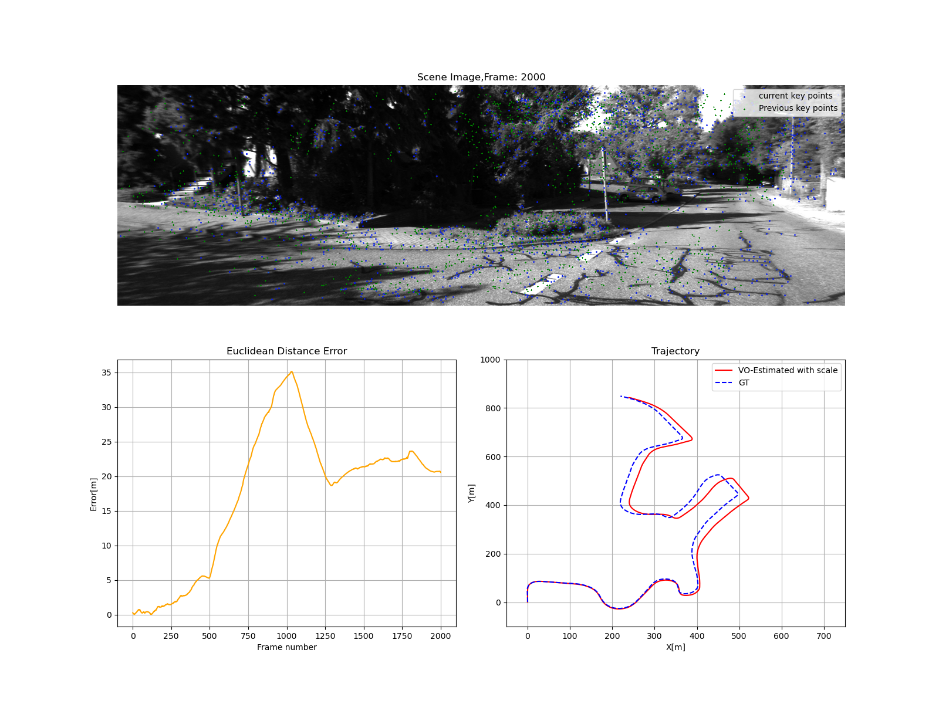 Scene Image,Frame: 2000
current key points
Previous key points
Euclidean Distance Error
Error[m]
35
30
25
20
15
10
5
0
0 250 500 750 1000 1250 1500 1750 2000
Frame number
Trajectory
VO-Estimated with scale
GT
Y[m]
1000
800
600
400
200
0
0 100 200 300 400 500 600 700
X[m]